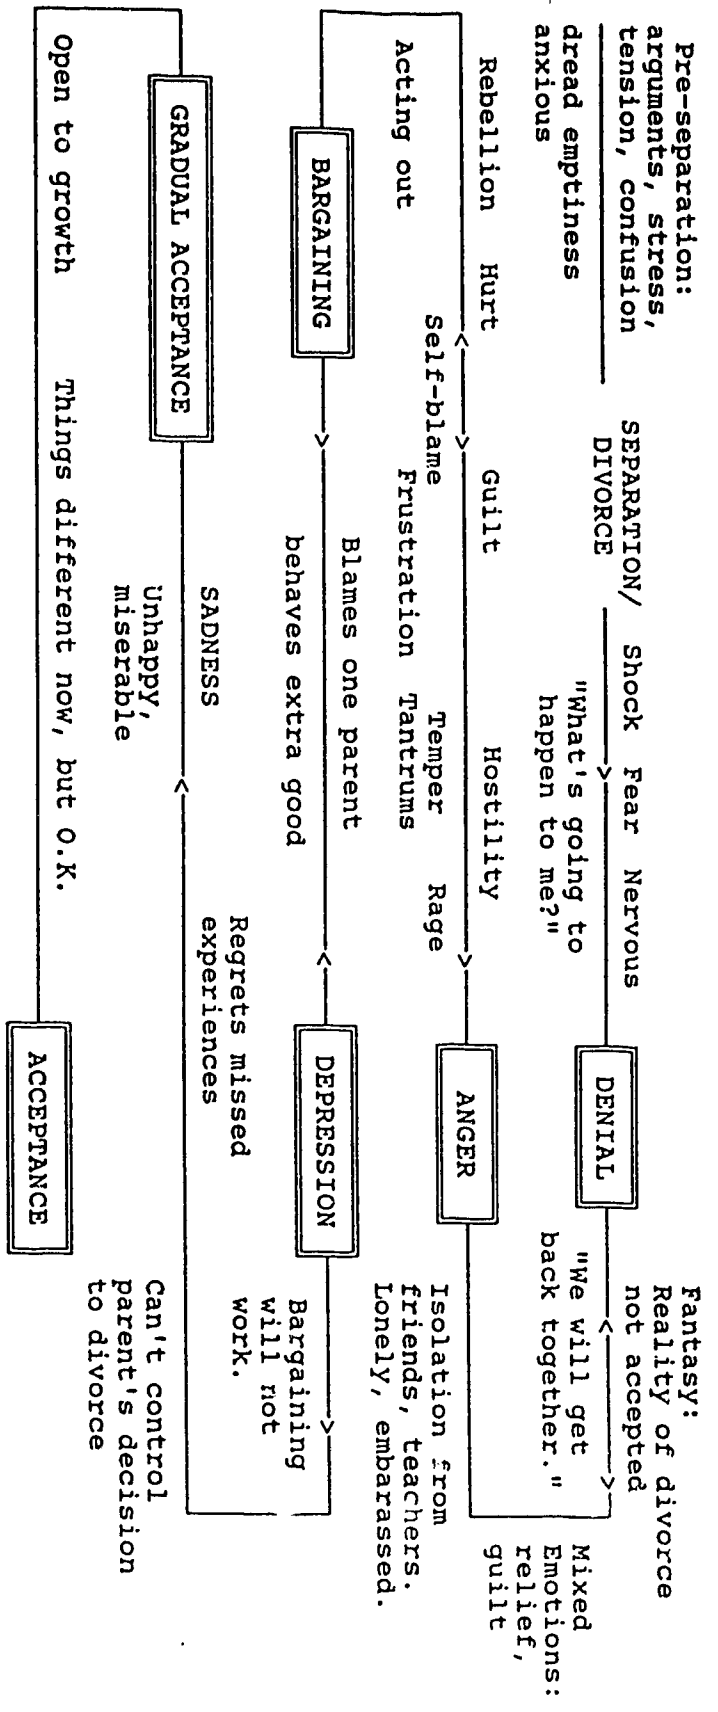 Pre-separation:
arguments, stress,
tension, confusion
dread emptiness
anxious
SEPARATION/
DIVORCE
Shock Fear Nervous
"What's going to
happen to me?"
DENIAL
Fantasy:
Reality of divorce
not accepted
"We will get
back together."
Mixed
Emotions:
relief,
guilt
Rebellion Hurt Guilt Hostility
Self-blame Temper Rage
Acting out Frustration Tantrums
ANGER
Isolation from
friends, teachers.
Lonely, embarassed.
BARGAINING
Blames one parent
behaves extra good
DEPRESSION
Bargaining
will not
work.
GRADUAL ACCEPTANCE
SADNESS
Unhappy,
miserable
Regrets missed
experiences
Can't control
parent's decision
to divorce
Open to growth Things different now, but O.K.
ACCEPTANCE